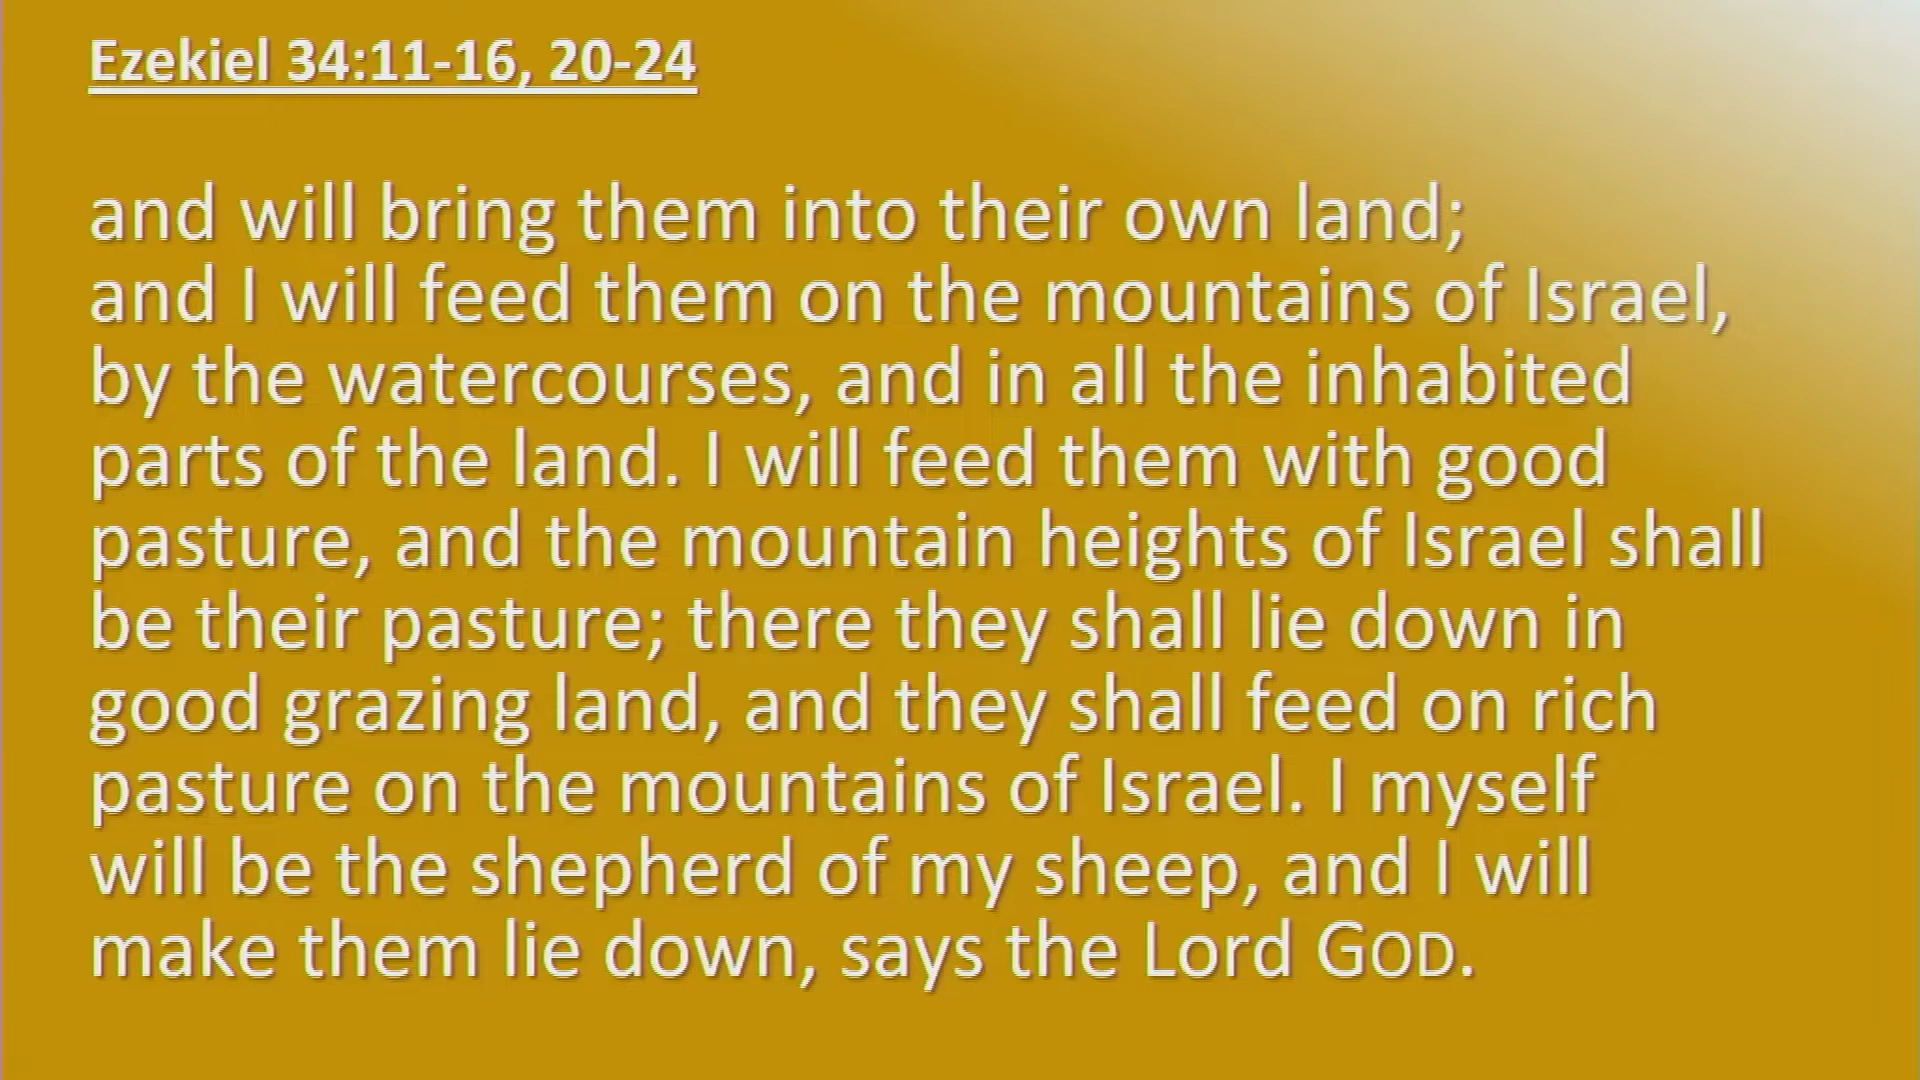 Ezekiel 34:11-16, 20-24
and will bring them into their own land;
and I will feed them on the mountains of Israel,
by the watercourses, and in all the inhabited
parts of the land. I will feed them with good
pasture, and the mountain heights of Israel shall
be their pasture; there they shall lie down in
good grazing land, and they shall feed on rich
pasture on the mountains of Israel. I myself
will be the shepherd of my sheep, and I will
make them lie down, says the Lord GOD.